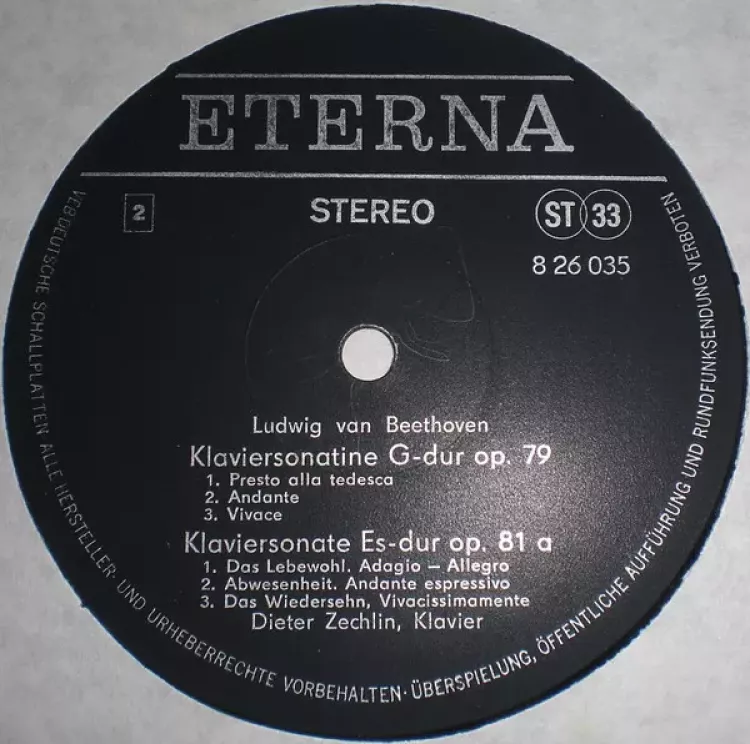 ETERNA
2
STEREO
ST 33
8 26 035
Ludwig van Beethoven
Klaviersonatine G-dur op. 79
1. Presto alla tedesca
2. Andante
3. Vivace
Klaviersonate Es-dur op. 81 a
1. Das Lebewohl. Adagio – Allegro
2. Abwesenheit. Andante espressivo
3. Das Wiedersehn, Vivacissimamente
Dieter Zechlin, Klavier
VEB DEUTSCHE SCHALLPLATTEN ALLE HERSTELLER- UND URHEBERRECHTE VORBEHALTEN · ÜBERSPIELUNG, ÖFFENTLICHE AUFFÜHRUNG UND RUNDFUNKSENDUNG VERBOTEN